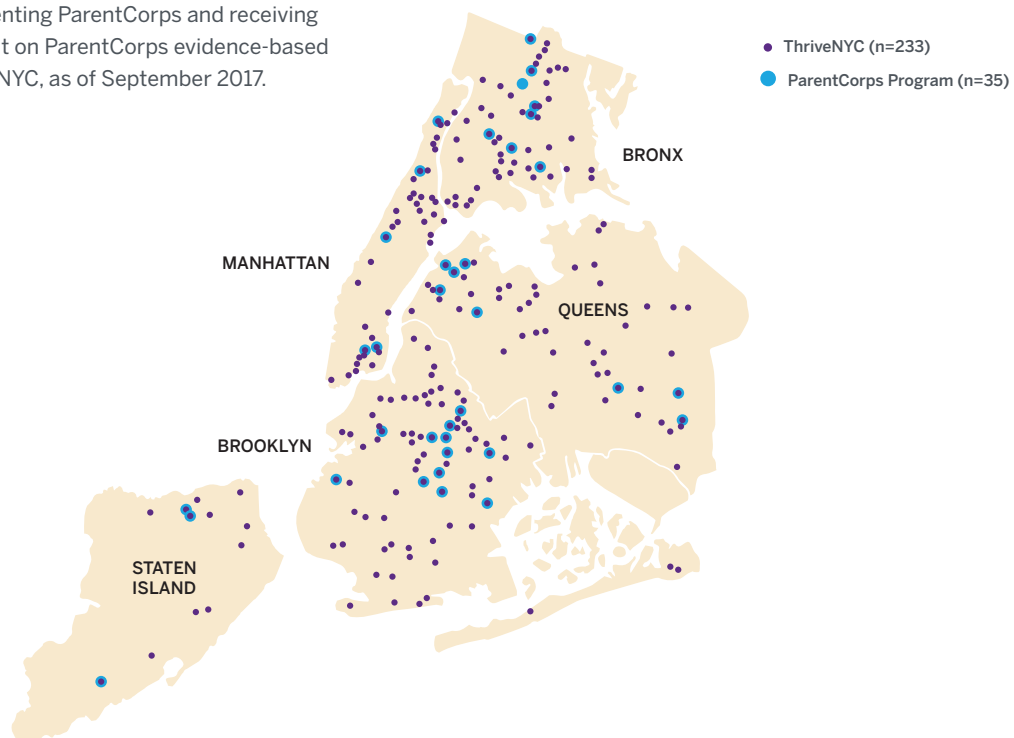 enting ParentCorps and receiving
t on ParentCorps evidence-based
NYC, as of September 2017.
ThriveNYC (n=233)
ParentCorps Program (n=35)
BRONX
MANHATTAN
QUEENS
BROOKLYN
STATEN
ISLAND